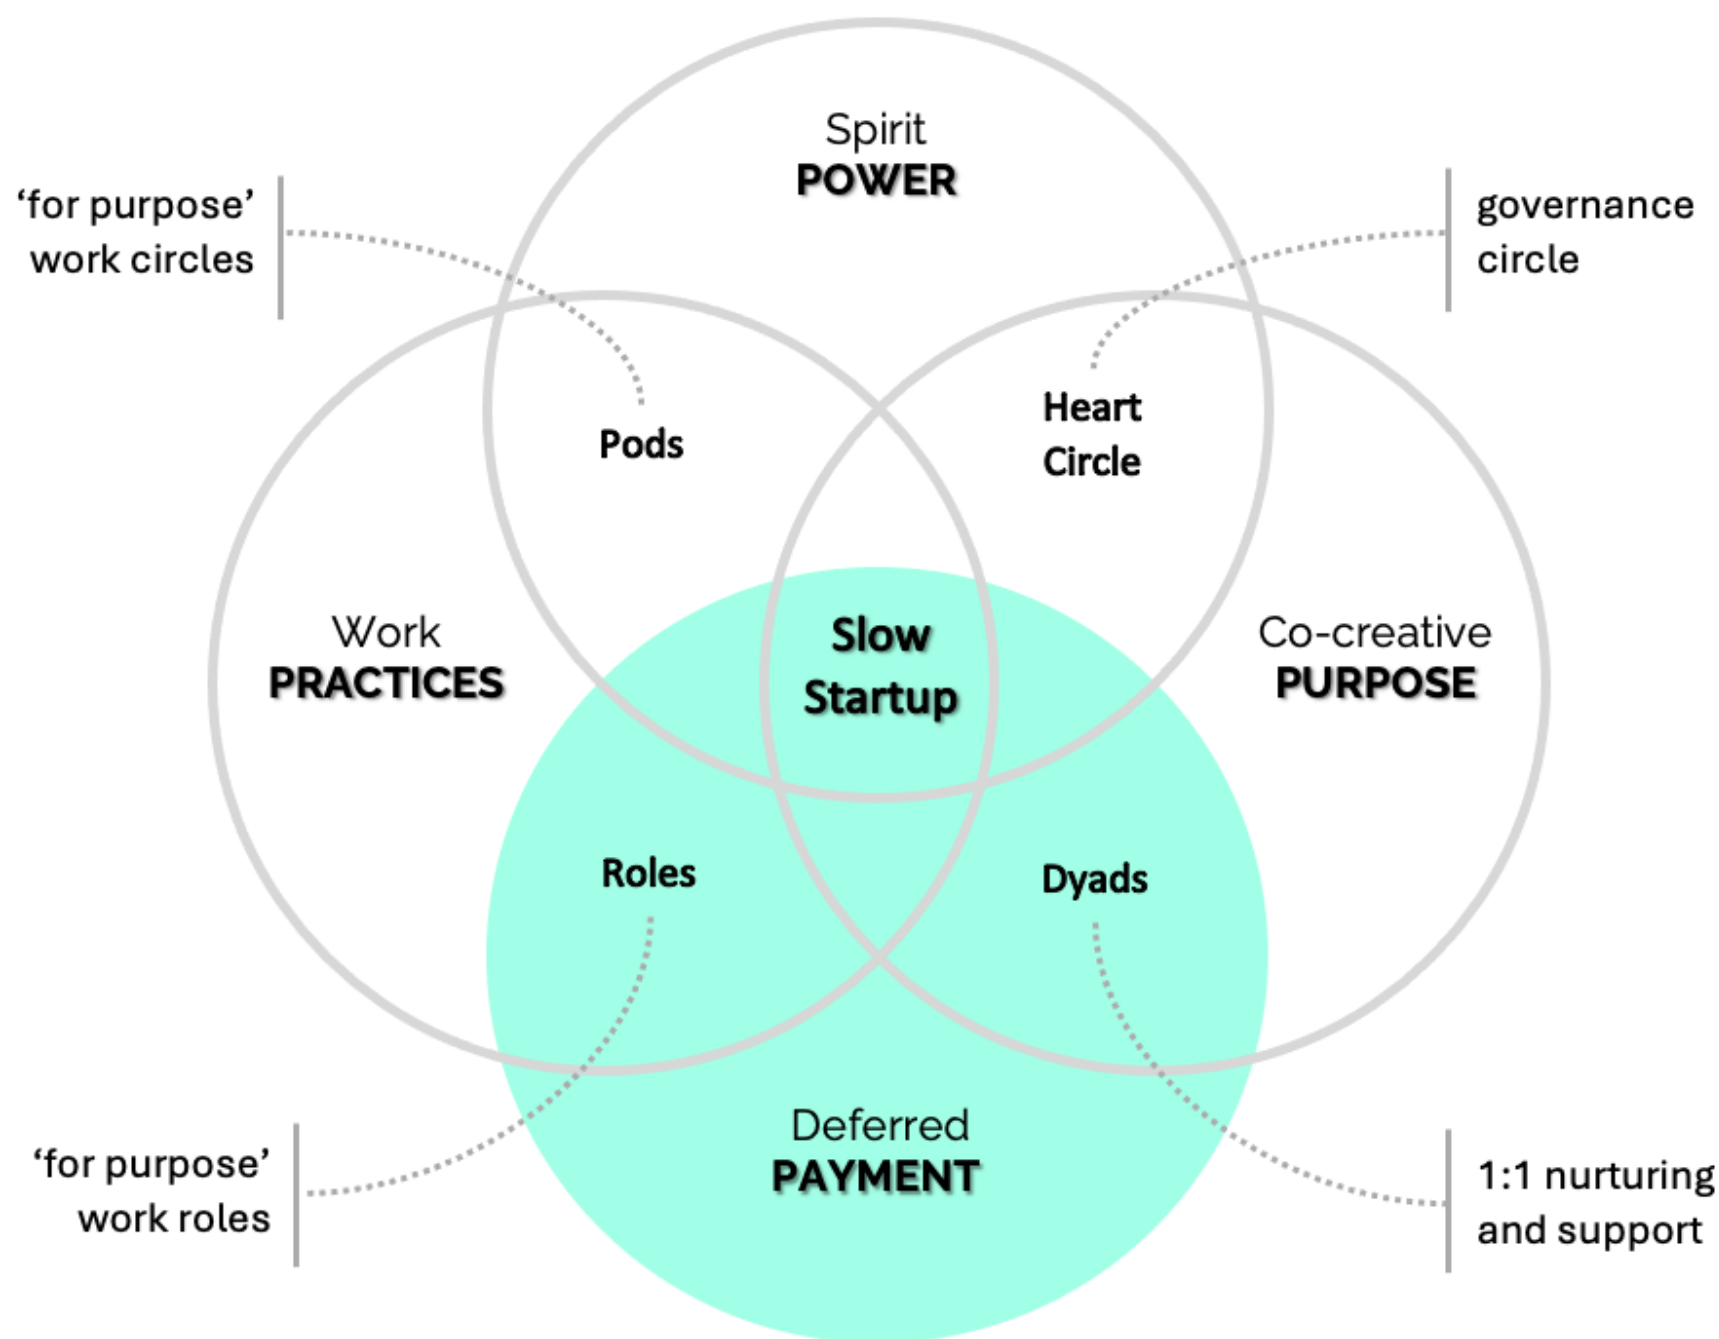 Spirit
POWER
‘for purpose’
work circles
governance
circle
Pods
Heart
Circle
Work
PRACTICES
Slow
Startup
Co-creative
PURPOSE
Roles
Dyads
Deferred
PAYMENT
‘for purpose’
work roles
1:1 nurturing
and support